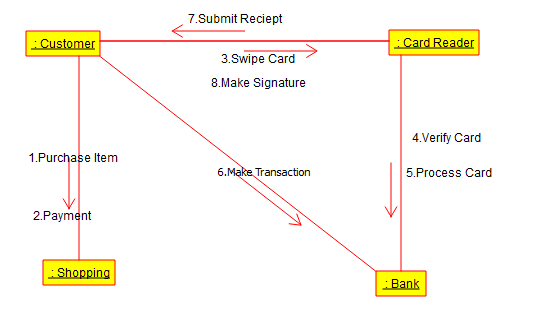 7.Submit Reciept
: Customer
: Card Reader
3.Swipe Card
8.Make Signature
4.Verify Card
1.Purchase Item
6.Make Transaction
5.Process Card
2.Payment
: Shopping
: Bank